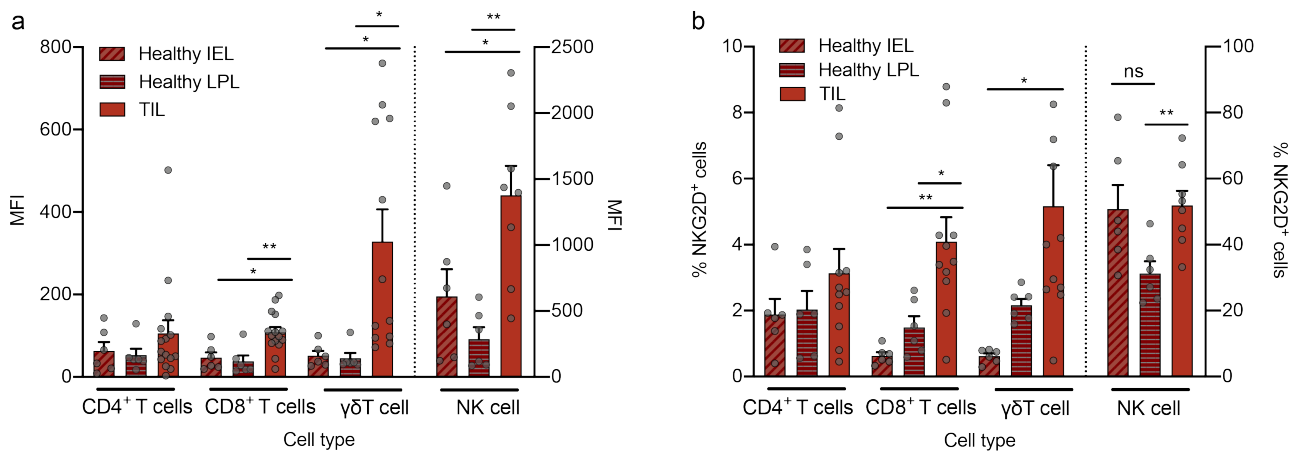 a
*
**
*
*
*
**
*
800
600
400
200
0
MFI
Healthy IEL
Healthy LPL
TIL
2500
2000
1500
1000
500
0
MFI
CD4+ T cells
CD8+ T cells
γδT cell
NK cell
Cell type
b
10
8
6
4
2
0
% NKG2D+ cells
Healthy IEL
Healthy LPL
TIL
*
**
*
ns
**
100
80
60
40
20
0
% NKG2D+ cells
CD4+ T cells
CD8+ T cells
γδT cell
NK cell
Cell type